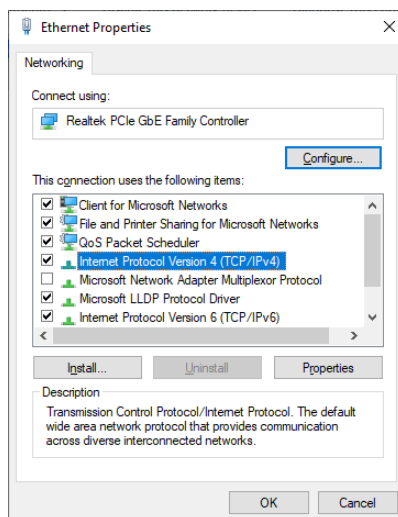 Ethernet Properties
Networking
Connect using:
Realtek PCIe GbE Family Controller
Configure...
This connection uses the following items:
Client for Microsoft Networks
File and Printer Sharing for Microsoft Networks
QoS Packet Scheduler
Internet Protocol Version 4 (TCP/IPv4)
Microsoft Network Adapter Multiplexor Protocol
Microsoft LLDP Protocol Driver
Internet Protocol Version 6 (TCP/IPv6)
Install... Uninstall Properties
Description
Transmission Control Protocol/Internet Protocol. The default
wide area network protocol that provides communication
across diverse interconnected networks.
OK Cancel